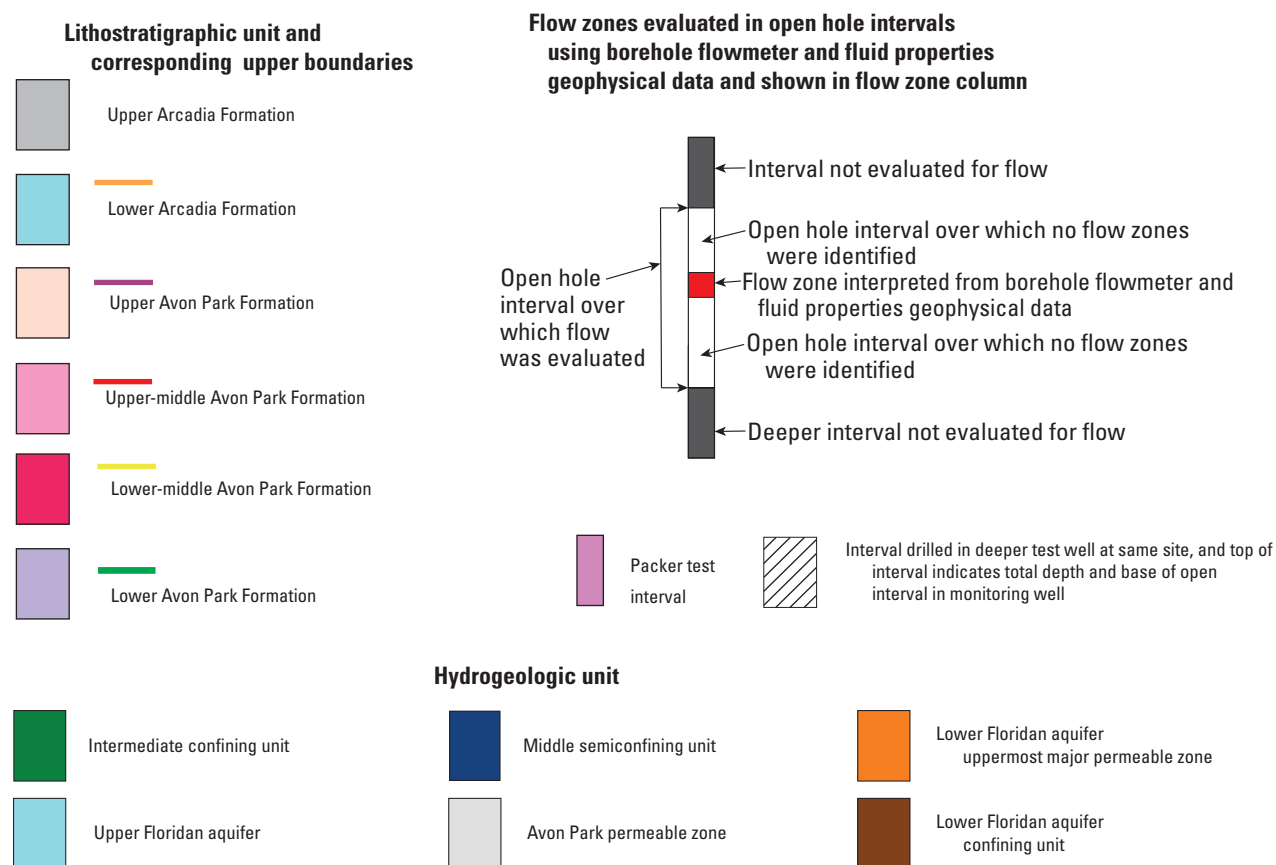 Lithostratigraphic unit and
corresponding upper boundaries
Upper Arcadia Formation
Lower Arcadia Formation
Upper Avon Park Formation
Upper-middle Avon Park Formation
Lower-middle Avon Park Formation
Lower Avon Park Formation
Flow zones evaluated in open hole intervals
using borehole flowmeter and fluid properties
geophysical data and shown in flow zone column
Interval not evaluated for flow
Open hole interval over which no flow zones
were identified
Flow zone interpreted from borehole flowmeter and
fluid properties geophysical data
Open hole interval over which no flow zones
were identified
Deeper interval not evaluated for flow
Open hole
interval over
which flow
was evaluated
Packer test
interval
Interval drilled in deeper test well at same site, and top of
interval indicates total depth and base of open
interval in monitoring well
Hydrogeologic unit
Intermediate confining unit
Upper Floridan aquifer
Middle semiconfining unit
Avon Park permeable zone
Lower Floridan aquifer
uppermost major permeable zone
Lower Floridan aquifer
confining unit